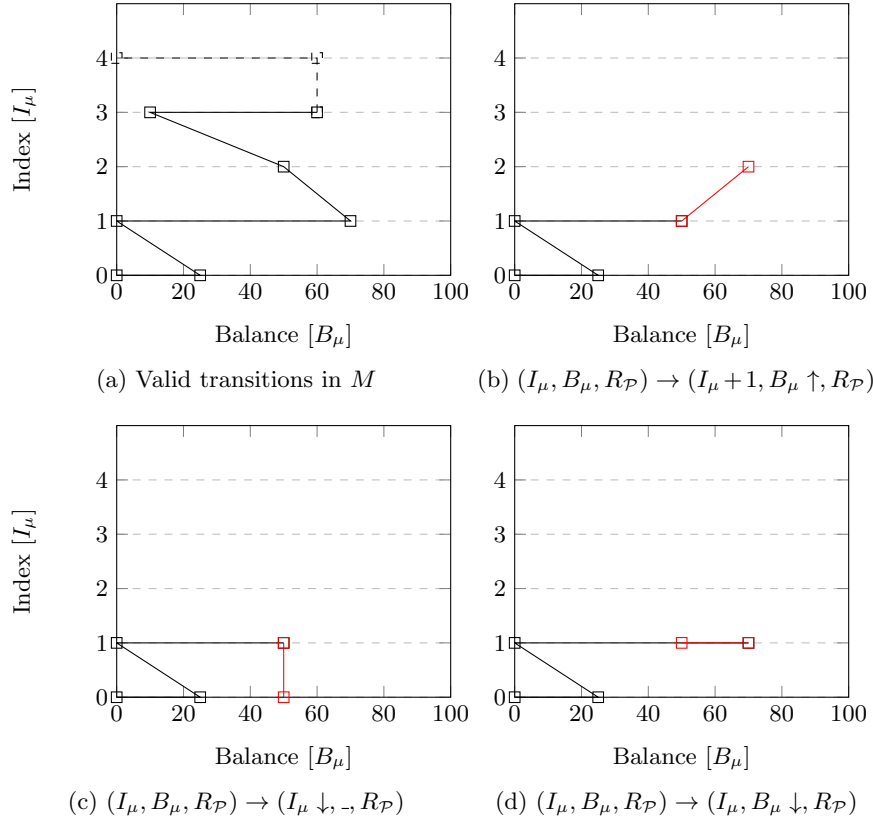 4
3
2
1
0
Index [I_μ]
0 20 40 60 80 100
Balance [B_μ]
(a) Valid transitions in M
4
3
2
1
0
0 20 40 60 80 100
Balance [B_μ]
(b) (I_μ, B_μ, R_𝒫) → (I_μ + 1, B_μ ↑, R_𝒫)
4
3
2
1
0
Index [I_μ]
0 20 40 60 80 100
Balance [B_μ]
(c) (I_μ, B_μ, R_𝒫) → (I_μ ↓, _, R_𝒫)
4
3
2
1
0
0 20 40 60 80 100
Balance [B_μ]
(d) (I_μ, B_μ, R_𝒫) → (I_μ, B_μ ↓, R_𝒫)